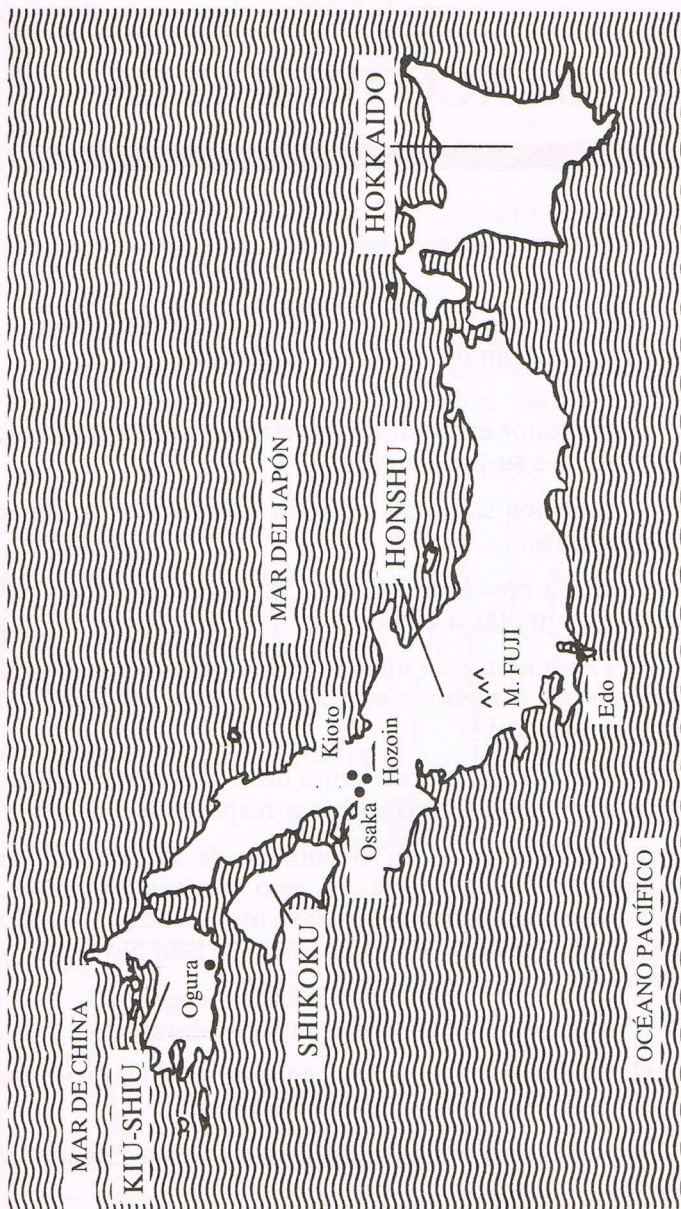 MAR DE CHINA
KIU-SHIU
Ogura
SHIKOKU
Osaka
Kioto
Hozoin
MAR DEL JAPÓN
HONSHU
M. FUJI
Edo
HOKKAIDO
OCÉANO PACÍFICO